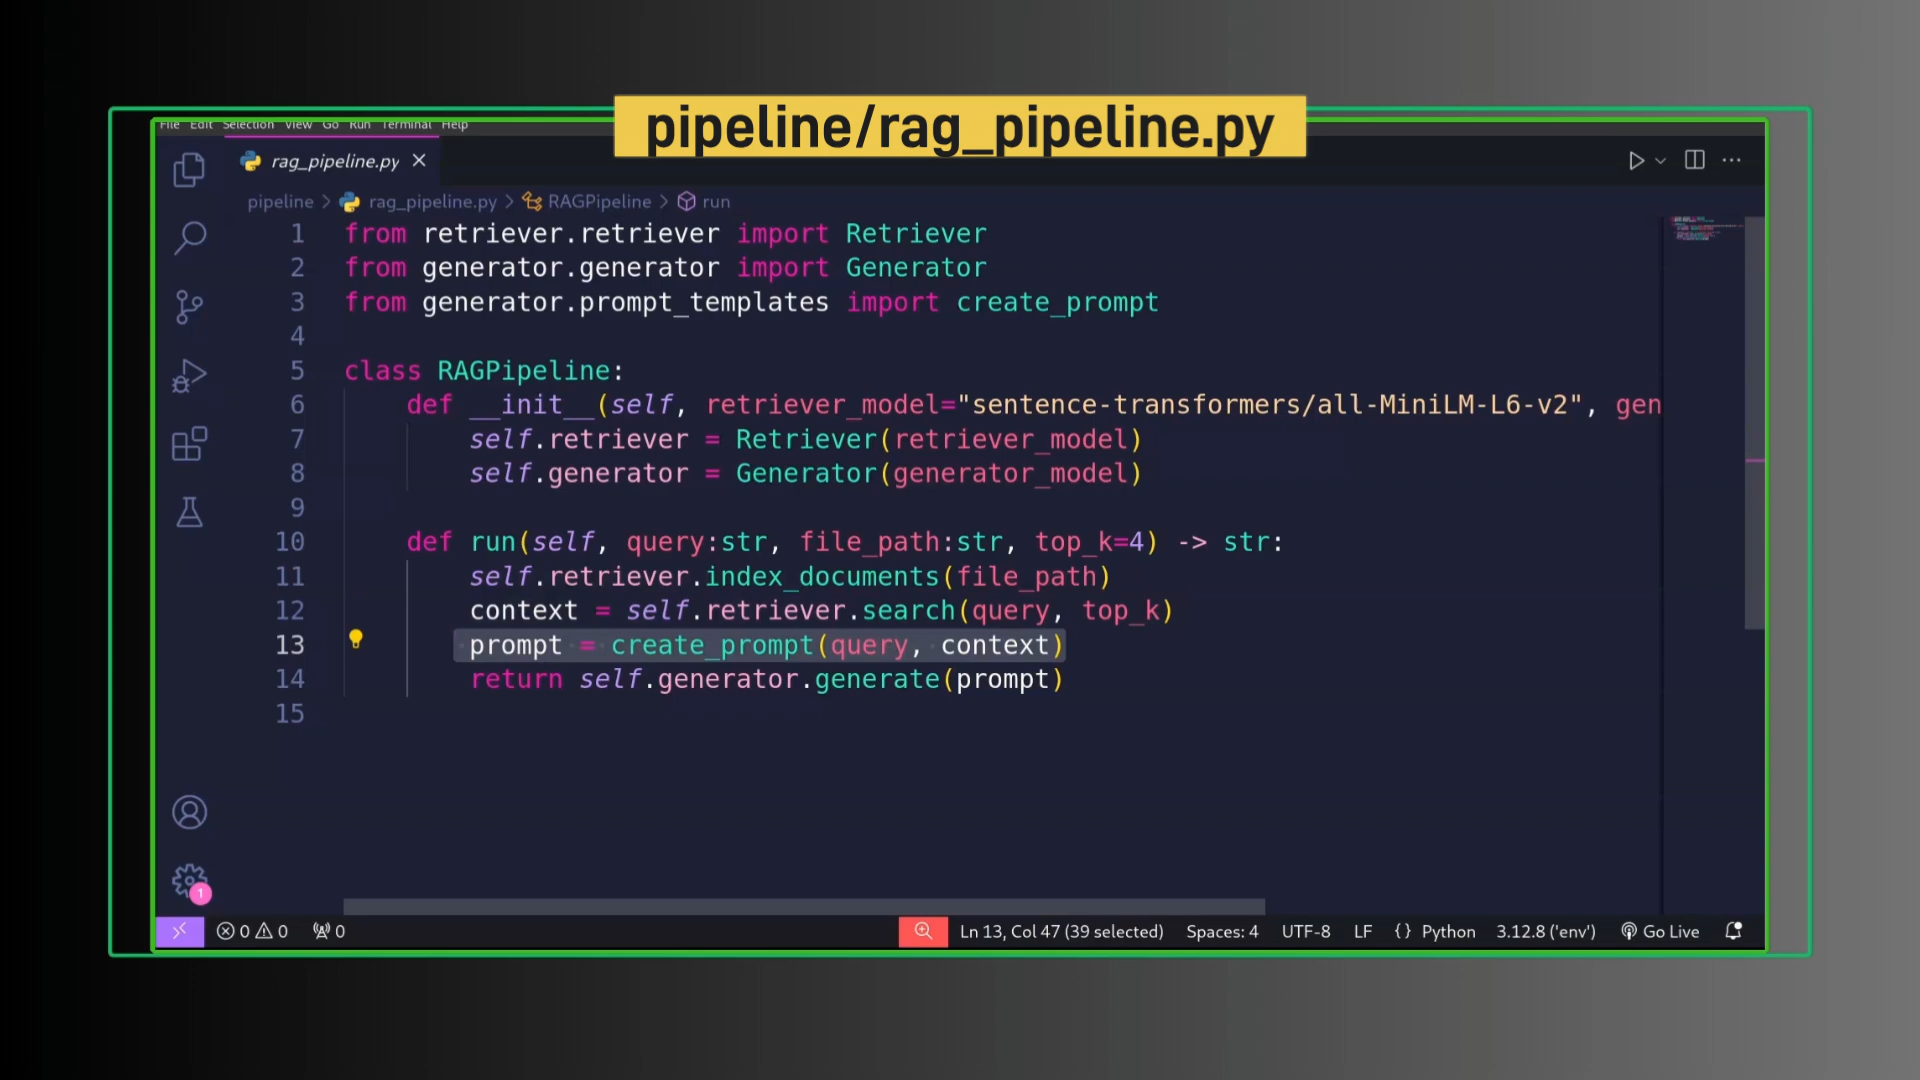 pipeline/rag_pipeline.py
File Edit Selection View Go Run Terminal Help
rag_pipeline.py
pipeline > rag_pipeline.py > RAGPipeline > run
1 from retriever.retriever import Retriever
2 from generator.generator import Generator
3 from generator.prompt_templates import create_prompt
4
5 class RAGPipeline:
6 def __init__(self, retriever_model="sentence-transformers/all-MiniLM-L6-v2", gen
7 self.retriever = Retriever(retriever_model)
8 self.generator = Generator(generator_model)
9
10 def run(self, query:str, file_path:str, top_k=4) -> str:
11 self.retriever.index_documents(file_path)
12 context = self.retriever.search(query, top_k)
13 prompt = create_prompt(query, context)
14 return self.generator.generate(prompt)
15
1
0 0 0 Ln 13, Col 47 (39 selected) Spaces: 4 UTF-8 LF {} Python 3.12.8 ('env') Go Live